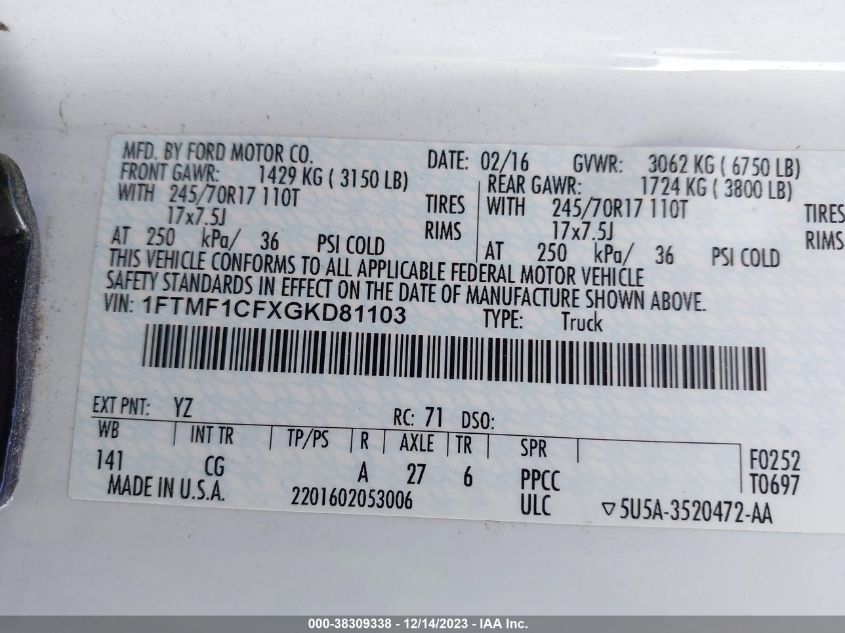 MFD. BY FORD MOTOR CO. DATE: 02/16 GVWR: 3062 KG ( 6750 LB)
FRONT GAWR: 1429 KG ( 3150 LB) REAR GAWR: 1724 KG ( 3800 LB)
WITH 245/70R17 110T TIRES WITH 245/70R17 110T TIRES
17x7.5J RIMS 17x7.5J RIMS
AT 250 kPa/ 36 PSI COLD AT 250 kPa/ 36 PSI COLD
THIS VEHICLE CONFORMS TO ALL APPLICABLE FEDERAL MOTOR VEHICLE
SAFETY STANDARDS IN EFFECT ON THE DATE OF MANUFACTURE SHOWN ABOVE.
VIN: 1FTMF1CFXGKD81103 TYPE: Truck
EXT PNT: YZ RC: 71 DSO:
WB INT TR TP/PS R AXLE TR SPR F0252
141 CG A 27 6 PPCC T0697
MADE IN U.S.A. 2201602053006 ULC ▽5U5A-3520472-AA
000-38309338 - 12/14/2023 - IAA Inc.